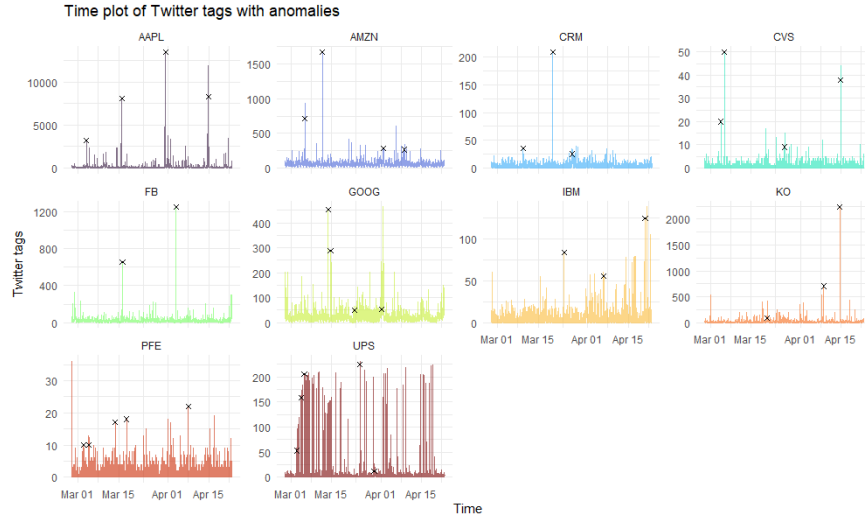 Time plot of Twitter tags with anomalies
AAPL AMZN CRM CVS
10000 5000 0
1500 1000 500 0
200 150 100 50 0
50 40 30 20 10 0
FB GOOG IBM KO
1200 800 400 0
400 300 200 100 0
100 50 0
2000 1500 1000 500 0
Twitter tags
Mar 01 Mar 15 Apr 01 Apr 15 Mar 01 Mar 15 Apr 01 Apr 15
PFE UPS
30 20 10 0
200 150 100 50 0
Mar 01 Mar 15 Apr 01 Apr 15 Mar 01 Mar 15 Apr 01 Apr 15
Time